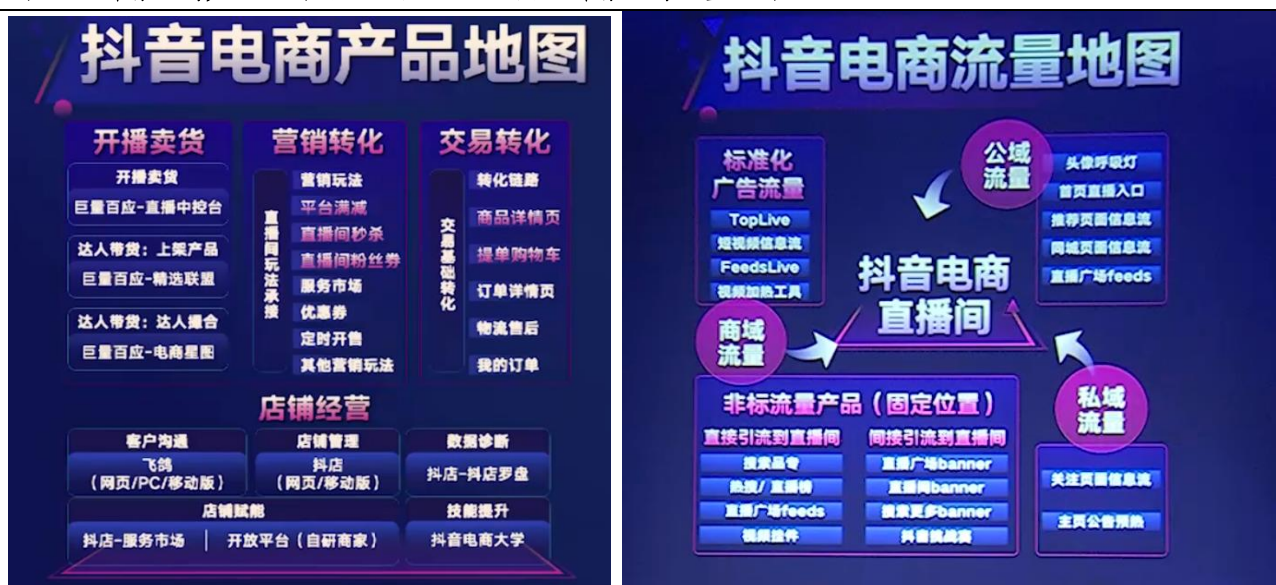 抖音电商产品地图
开播卖货
开播卖货
巨量百应-直播中控台
达人带货：上架产品
巨量百应-精选联盟
达人带货：达人撮合
巨量百应-电商星图
营销转化
直播间玩法承接
营销玩法
平台满减
直播间秒杀
直播间粉丝券
服务市场
优惠券
定时开售
其他营销玩法
交易转化
交易基础转化
转化链路
商品详情页
提单购物车
订单详情页
物流售后
我的订单
店铺经营
客户沟通
飞鸽
（网页/PC/移动版）
店铺管理
抖店
（网页/移动版）
数据诊断
抖店-抖店罗盘
店铺赋能
抖店-服务市场 | 开放平台（自研商家）
技能提升
抖音电商大学
抖音电商流量地图
标准化
广告流量
TopLive
短视频信息流
FeedsLive
视频加热工具
商域
流量
公域
流量
头像呼吸灯
首页直播入口
推荐页面信息流
同城页面信息流
直播广场feeds
抖音电商
直播间
非标流量产品（固定位置）
直接引流到直播间
搜索品专
热搜/直播榜
直播广场feeds
视频挂件
间接引流到直播间
直播广场banner
直播间banner
搜索更多banner
抖音挑战赛
私域
流量
关注页面信息流
主页公告预热